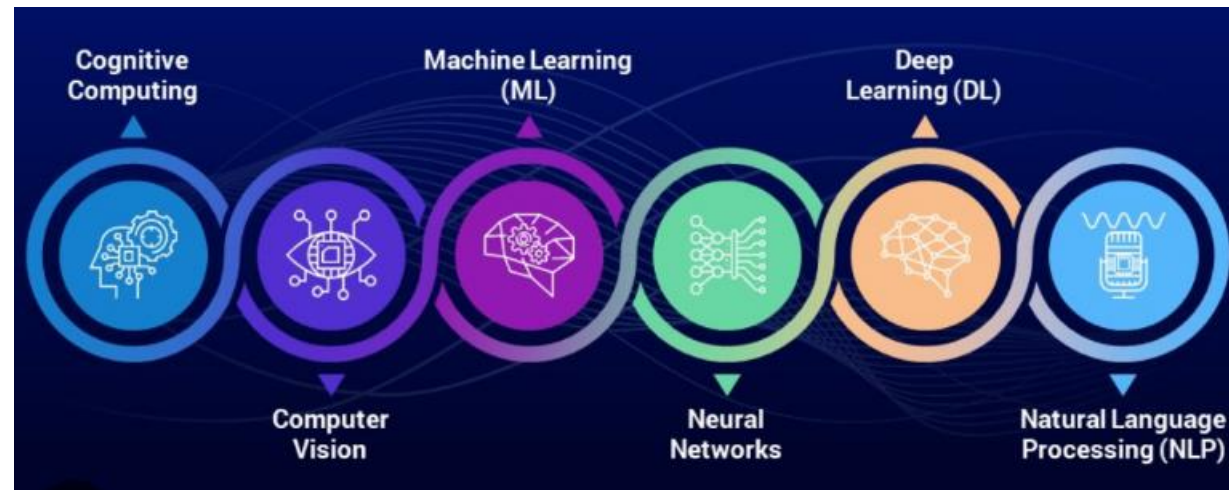 Cognitive
Computing
Machine Learning
(ML)
Deep
Learning (DL)
Computer
Vision
Neural
Networks
Natural Language
Processing (NLP)